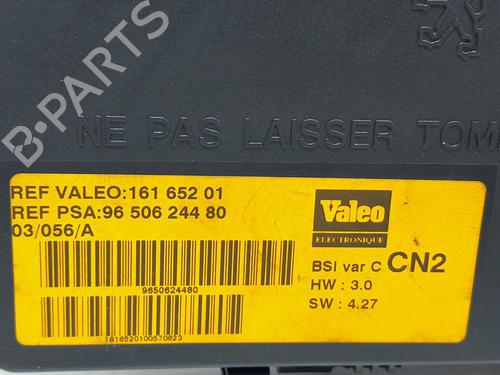 B-PARTS
NE PAS LAISSER TOM
REF VALEO:161 652 01
REF PSA:96 506 244 80
03/056/A
9650624480
1616520100570623
Valeo
ELECTRONIQUE
BSI var C CN2
HW : 3.0
SW : 4.27